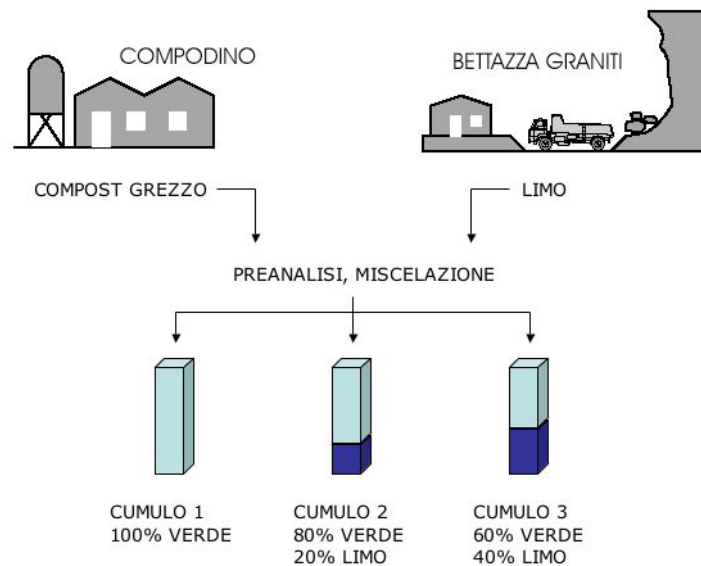 COMPODINO
BETTAZZA GRANITI
COMPOST GREZZO
LIMO
PREANALISI, MISCELAZIONE
CUMULO 1
100% VERDE
CUMULO 2
80% VERDE
20% LIMO
CUMULO 3
60% VERDE
40% LIMO